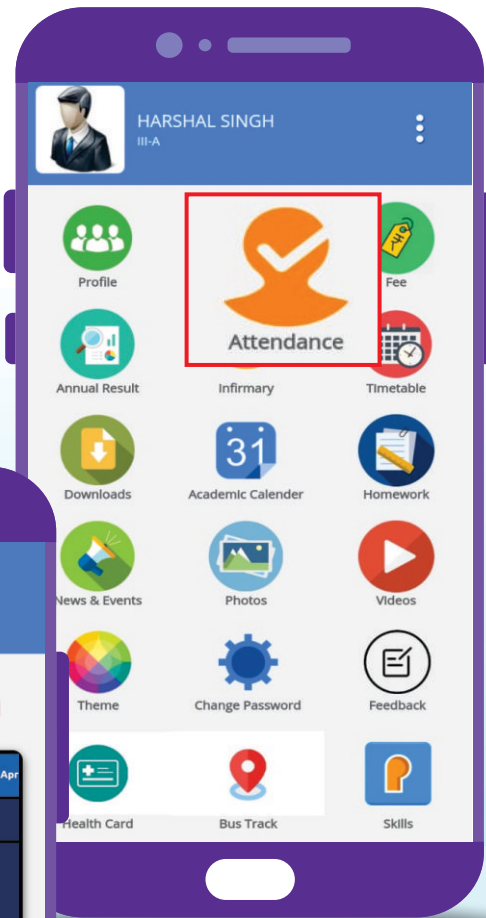 HARSHAL SINGH
III-A
Profile
Attendance
Fee
Annual Result
Infirmary
Timetable
31
Downloads
Academic Calender
Homework
News & Events
Photos
Videos
Theme
Change Password
Feedback
Apr
Health Card
Bus Track
Skills